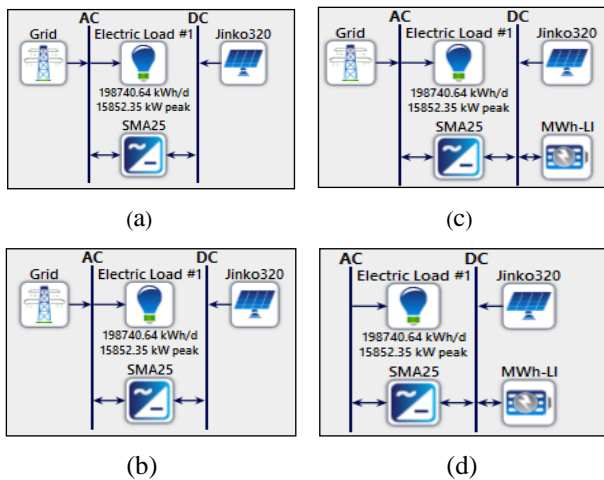 AC DC
Grid Electric Load #1 Jinko320
198740.64 kWh/d
15852.35 kW peak
SMA25
(a)
AC DC
Grid Electric Load #1 Jinko320
198740.64 kWh/d
15852.35 kW peak
SMA25 MWh-LI
(c)
AC DC
Grid Electric Load #1 Jinko320
198740.64 kWh/d
15852.35 kW peak
SMA25
(b)
AC DC
Electric Load #1 Jinko320
198740.64 kWh/d
15852.35 kW peak
SMA25 MWh-LI
(d)